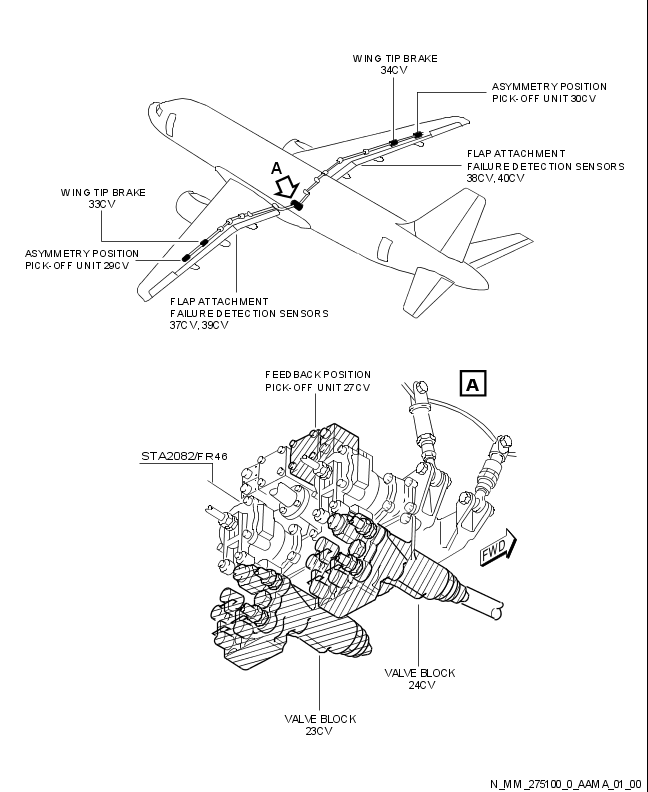 WING TIP BRAKE
34CV
ASYMMETRY POSITION
PICK-OFF UNIT 30CV
FLAP ATTACHMENT
FAILURE DETECTION SENSORS
38CV, 40CV
A
WING TIP BRAKE
33CV
ASYMMETRY POSITION
PICK-OFF UNIT 29CV
FLAP ATTACHMENT
FAILURE DETECTION SENSORS
37CV, 39CV
FEEDBACK POSITION
PICK-OFF UNIT 27CV
A
STA2082/FR46
FWD
VALVE BLOCK
24CV
VALVE BLOCK
23CV
N_MM_275100_0_AAMA_01_00